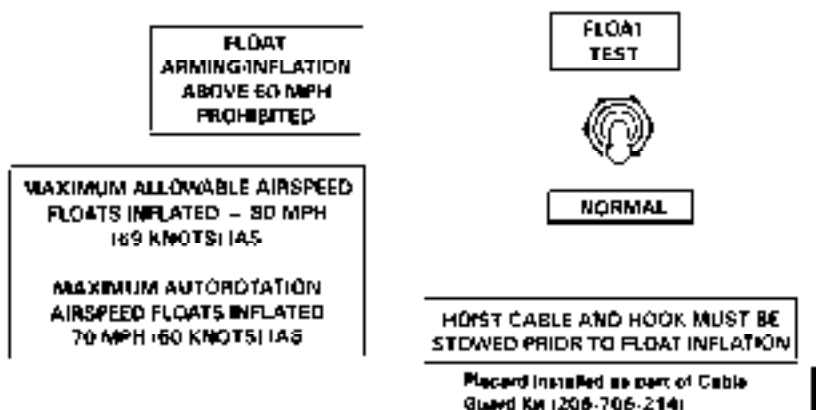 FLOAT
ARMING/INFLATION
ABOVE 60 MPH
PROHIBITED
MAXIMUM ALLOWABLE AIRSPEED
FLOATS INFLATED – 80 MPH
(69 KNOTS) IAS
MAXIMUM AUTOROTATION
AIRSPEED FLOATS INFLATED
70 MPH (60 KNOTS) IAS
FLOAT
TEST
NORMAL
HOIST CABLE AND HOOK MUST BE
STOWED PRIOR TO FLOAT INFLATION
Placard installed as part of Cable
Guard Kit (206-706-214)